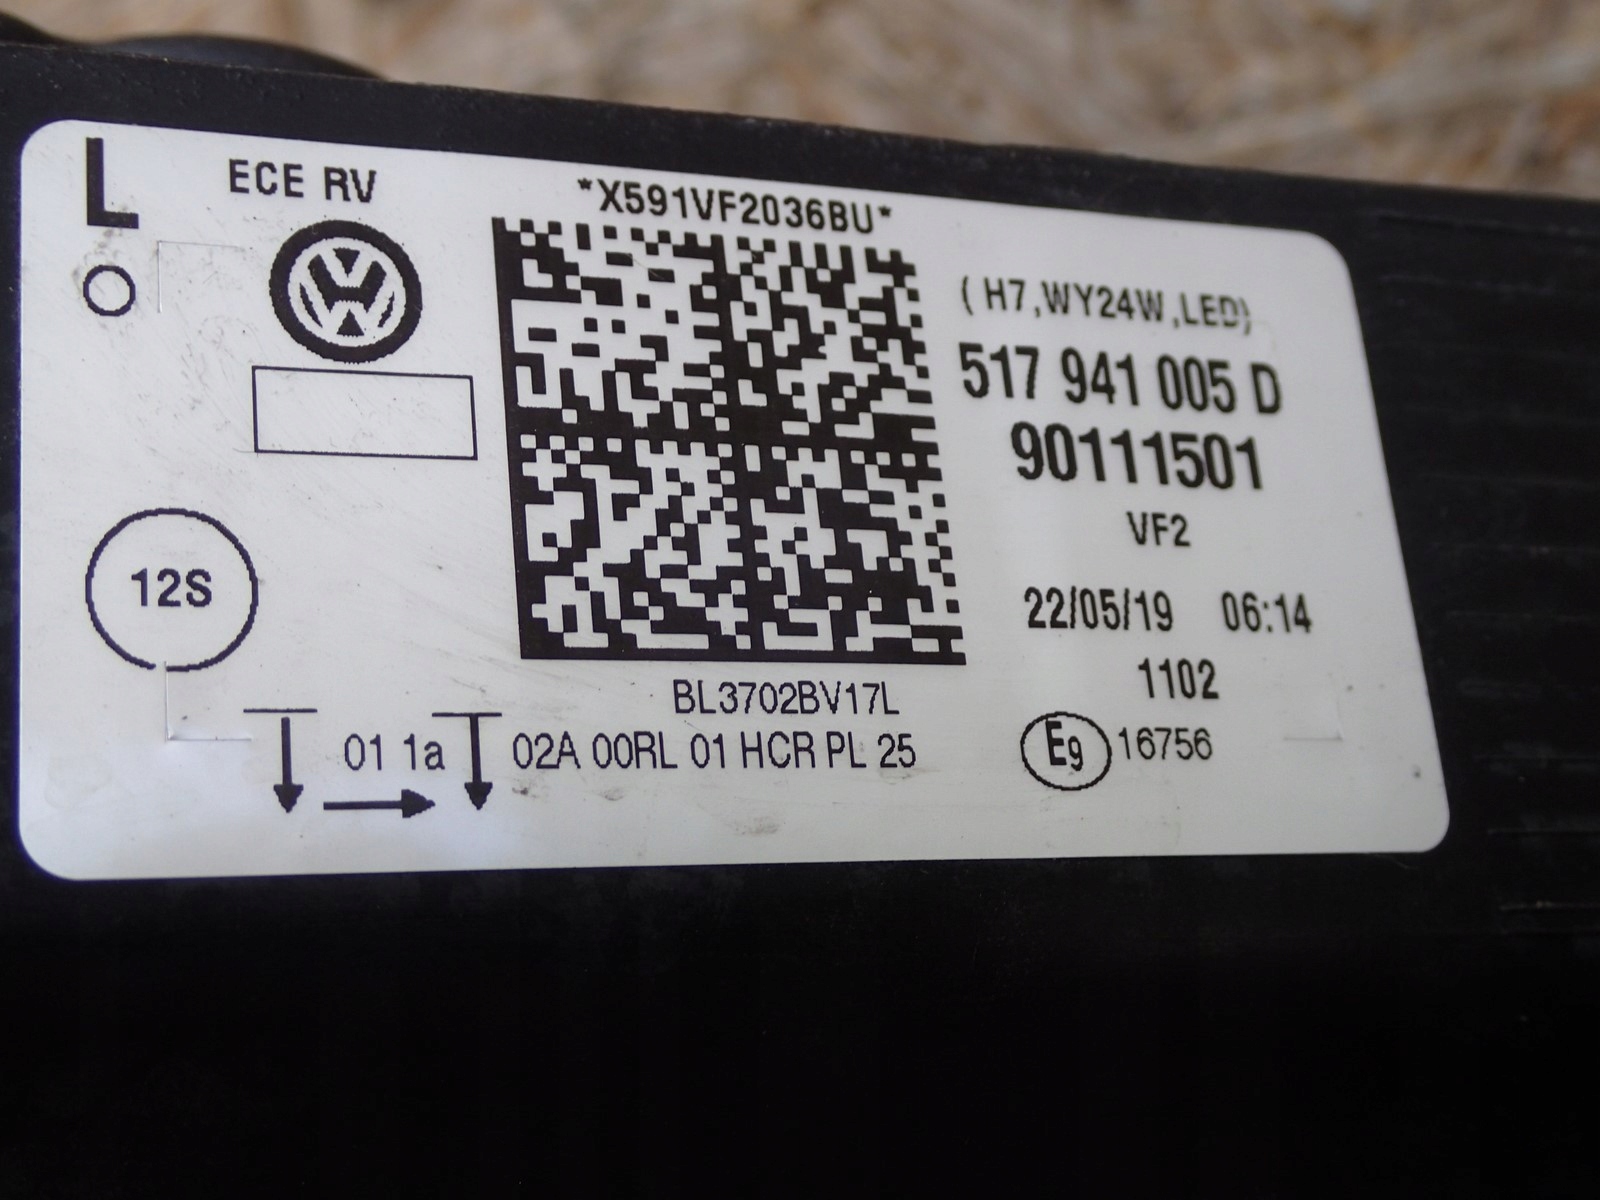 L
ECE RV
*X591VF2036BU*
(H7,WY24W,LED)
517 941 005 D
90111501
VF2
12S
22/05/19 06:14
1102
BL3702BV17L
01 1a
02A 00RL 01 HCR PL 25
E9 16756